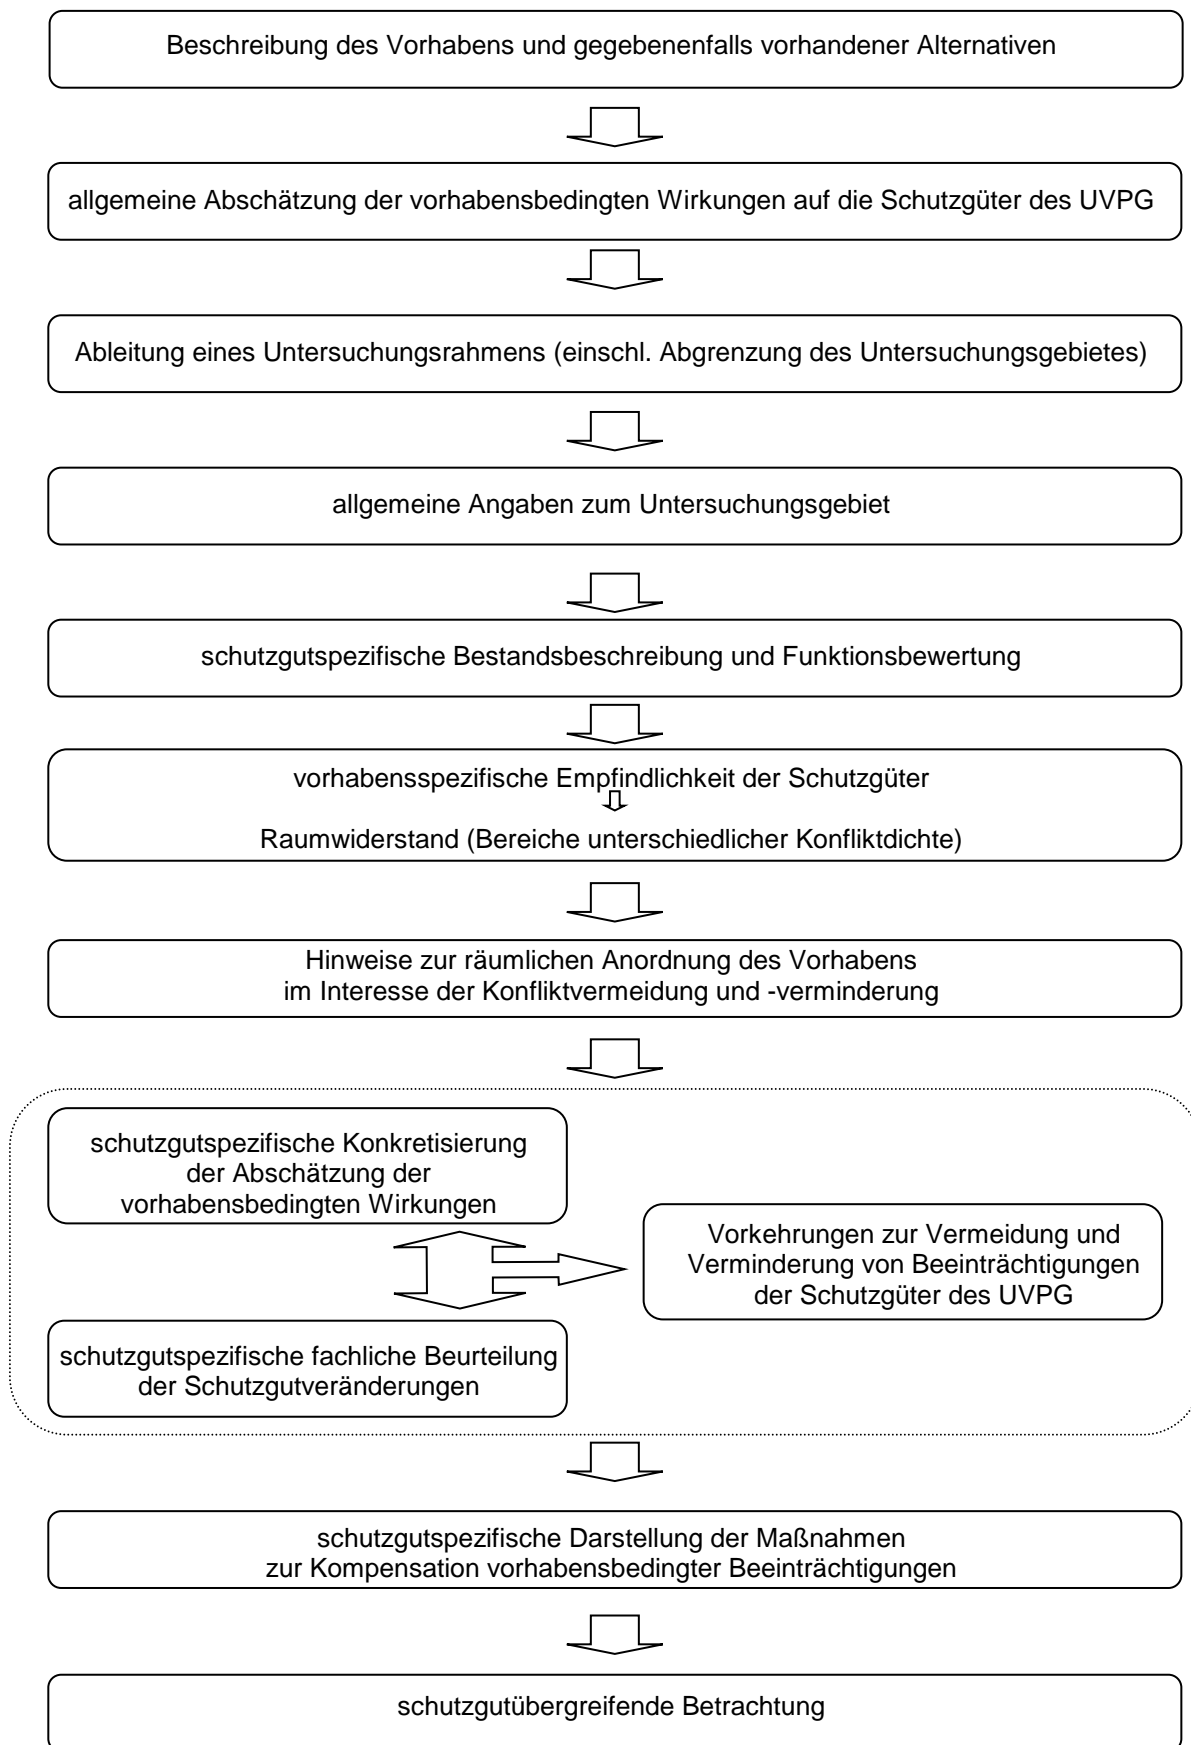 Beschreibung des Vorhabens und gegebenenfalls vorhandener Alternativen
allgemeine Abschätzung der vorhabensbedingten Wirkungen auf die Schutzgüter des UVPG
Ableitung eines Untersuchungsrahmens (einschl. Abgrenzung des Untersuchungsgebietes)
allgemeine Angaben zum Untersuchungsgebiet
schutzgutspezifische Bestandsbeschreibung und Funktionsbewertung
vorhabensspezifische Empfindlichkeit der Schutzgüter
Raumwiderstand (Bereiche unterschiedlicher Konfliktdichte)
Hinweise zur räumlichen Anordnung des Vorhabens
im Interesse der Konfliktvermeidung und -verminderung
schutzgutspezifische Konkretisierung
der Abschätzung der
vorhabensbedingten Wirkungen
Vorkehrungen zur Vermeidung und
Verminderung von Beeinträchtigungen
der Schutzgüter des UVPG
schutzgutspezifische fachliche Beurteilung
der Schutzgutveränderungen
schutzgutspezifische Darstellung der Maßnahmen
zur Kompensation vorhabensbedingter Beeinträchtigungen
schutzgutübergreifende Betrachtung